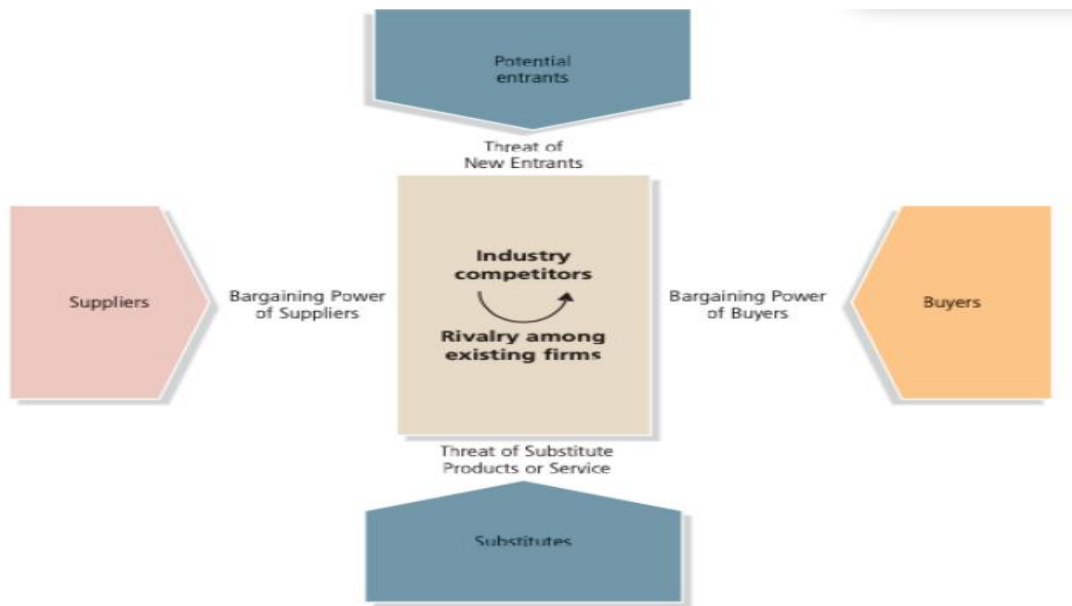 Potential
entrants
Threat of
New Entrants
Industry
competitors
Rivalry among
existing firms
Suppliers
Bargaining Power
of Suppliers
Bargaining Power
of Buyers
Buyers
Threat of Substitute
Products or Service
Substitutes